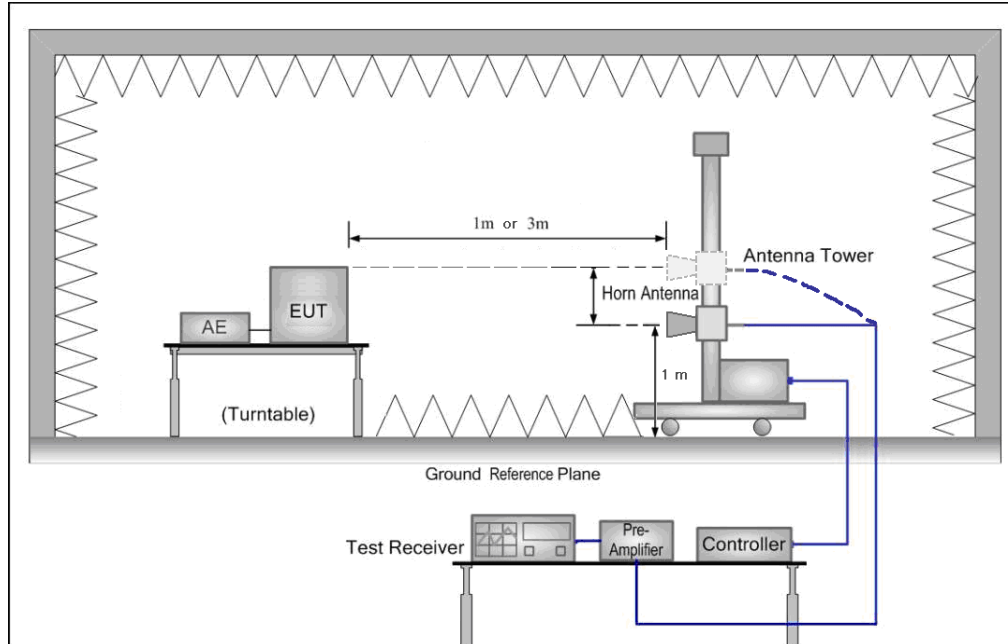 1m or 3m
Antenna Tower
Horn Antenna
EUT
AE
1 m
(Turntable)
Ground Reference Plane
Test Receiver
Pre-
Amplifier
Controller